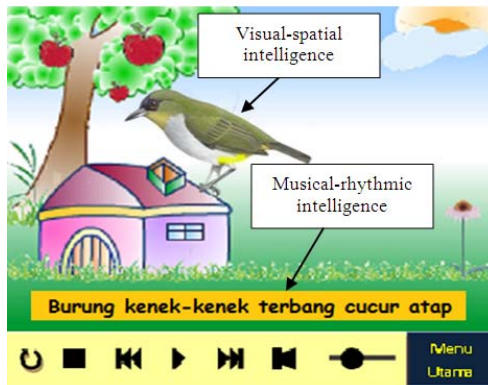 Visual-spatial
intelligence
Musical-rhythmic
intelligence
Burung kenek-kenek terbang cucur atap
Menu
Utama